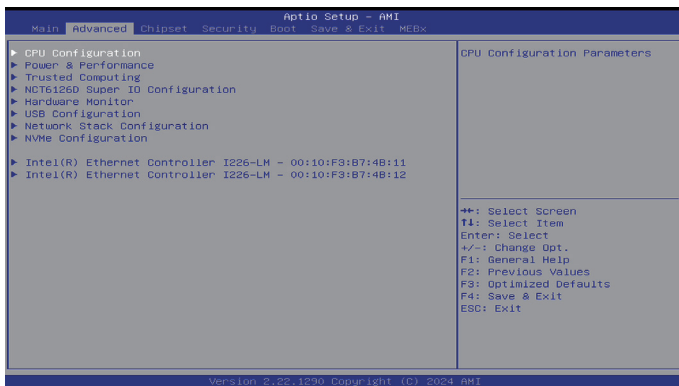 Aptio Setup – AMI
Main Advanced Chipset Security Boot Save & Exit MEBx
▶ CPU Configuration
▶ Power & Performance
▶ Trusted Computing
▶ NCT6126D Super IO Configuration
▶ Hardware Monitor
▶ USB Configuration
▶ Network Stack Configuration
▶ NVMe Configuration
▶ Intel(R) Ethernet Controller I226-LM – 00:10:F3:B7:4B:11
▶ Intel(R) Ethernet Controller I226-LM – 00:10:F3:B7:4B:12
CPU Configuration Parameters
→←: Select Screen
↑↓: Select Item
Enter: Select
+/-: Change Opt.
F1: General Help
F2: Previous Values
F3: Optimized Defaults
F4: Save & Exit
ESC: Exit
Version 2.22.1290 Copyright (C) 2024 AMI